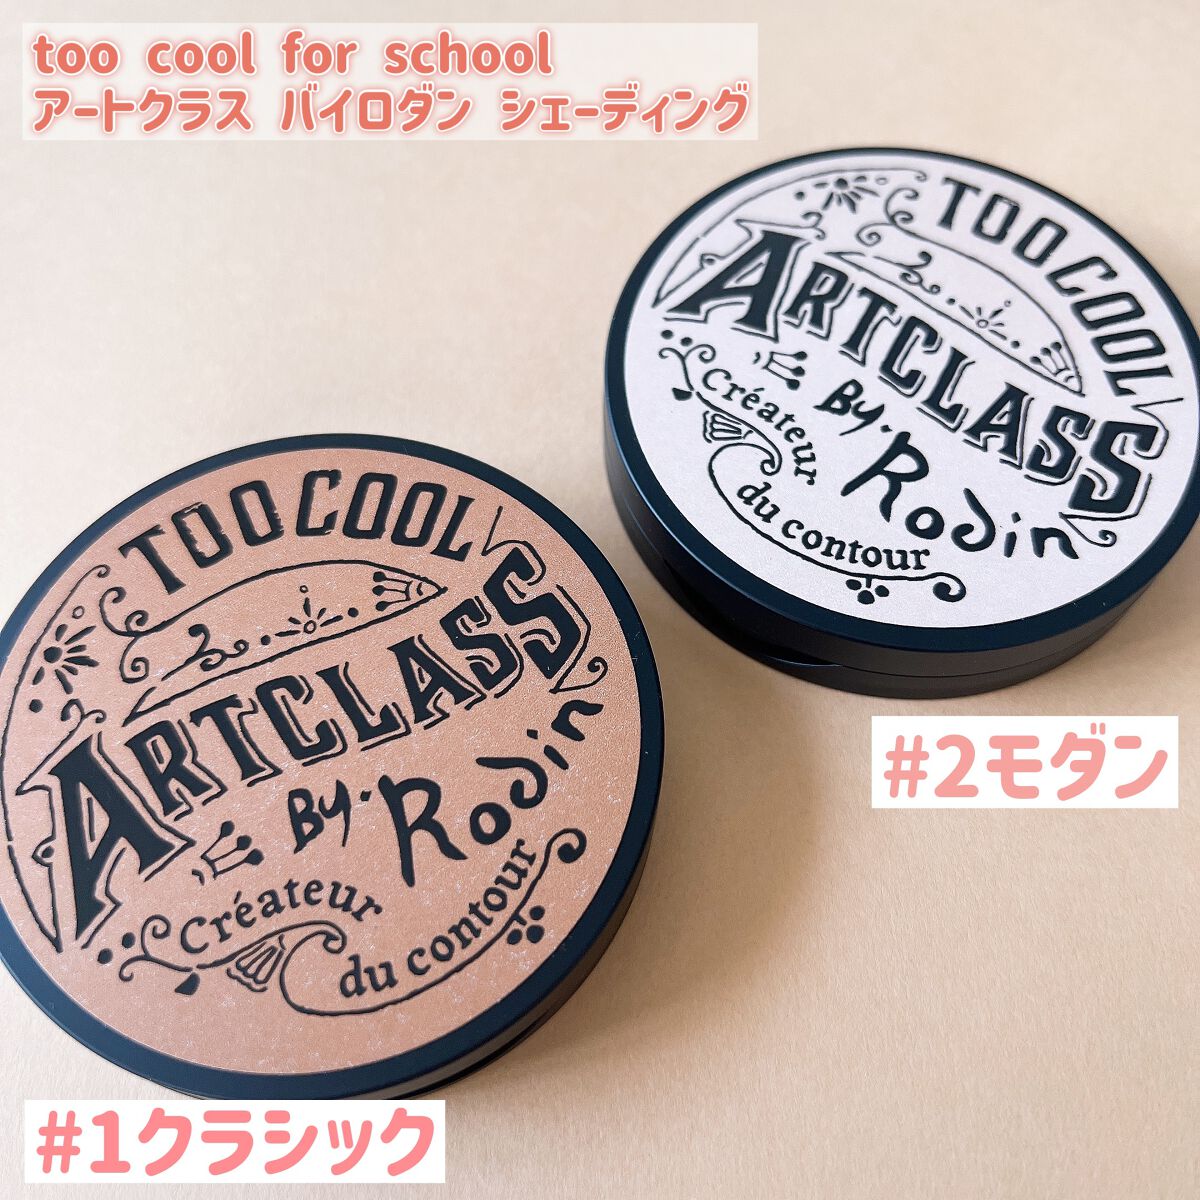 too cool for school
アートクラス バイロダン シェーディング
TOO COOL
ARTCLASS
By. Rodin
Créateur
du contour
#2モダン
TOO COOL
ARTCLASS
By. Rodin
Créateur
du contour
#1クラシック